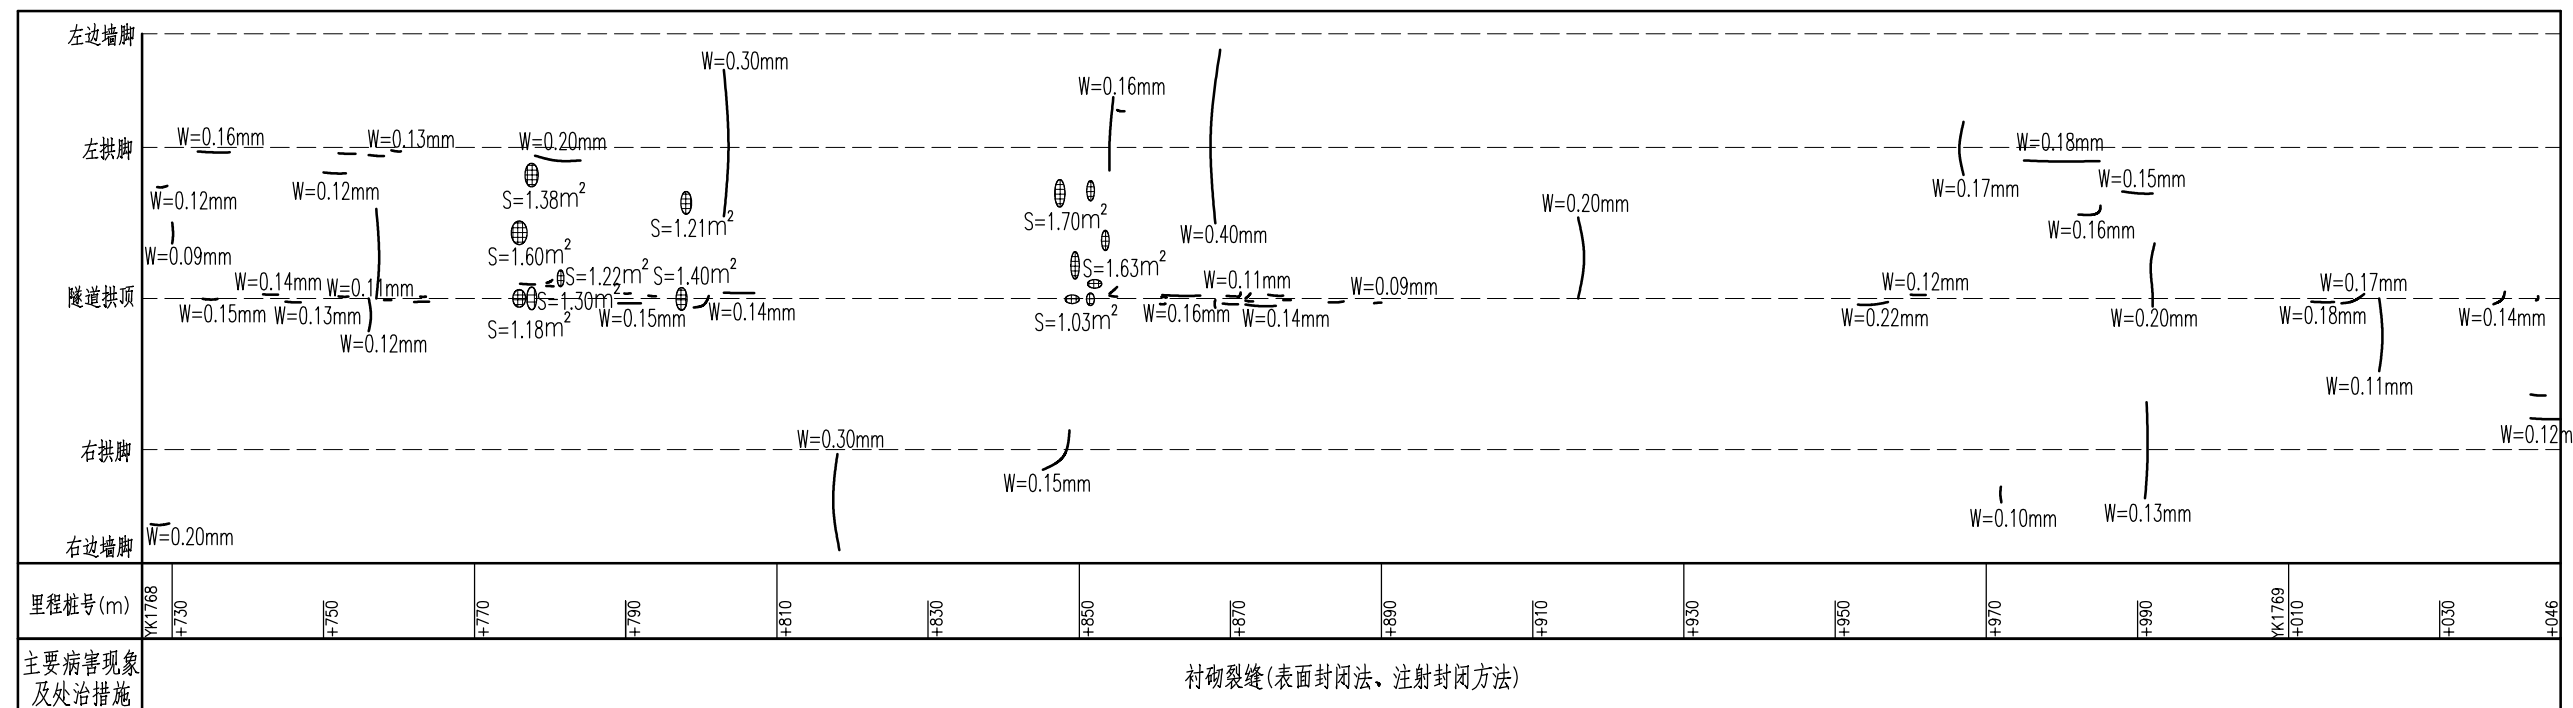 左边墙脚
W=0.30mm
W=0.16mm
左拱脚
W=0.16mm
W=0.13mm
W=0.20mm
W=0.18mm
W=0.12mm
W=0.12mm
S=1.38m²
S=1.21m²
S=1.70m²
W=0.20mm
W=0.17mm
W=0.15mm
W=0.09mm
S=1.60m²
W=0.40mm
W=0.16mm
S=1.63m²
隧道拱顶
W=0.14mm
W=0.11mm
S=1.22m²
S=1.40m²
W=0.11mm
W=0.09mm
W=0.12mm
W=0.17mm
W=0.15mm
W=0.13mm
S=1.30m²
W=0.15mm
W=0.14mm
S=1.03m²
W=0.16mm
W=0.14mm
W=0.22mm
W=0.20mm
W=0.18mm
W=0.14mm
W=0.12mm
S=1.18m²
W=0.11mm
右拱脚
W=0.30mm
W=0.15mm
W=0.12m
W=0.10mm
W=0.13mm
右边墙脚
W=0.20mm
里程桩号(m)
YK1768
+730
+750
+770
+790
+810
+830
+850
+870
+890
+910
+930
+950
+970
+990
YK1769
+010
+030
+046
主要病害现象
及处治措施
衬砌裂缝(表面封闭法、注射封闭方法)